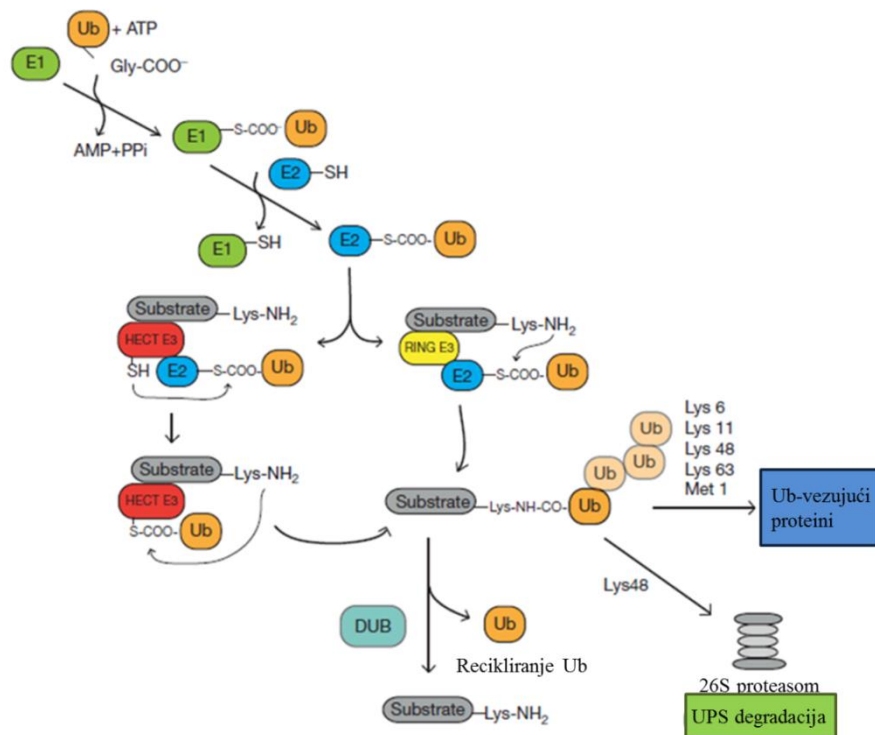 Ub + ATP
E1
Gly-COO⁻
AMP+PPi
E1 -S-COO⁻ Ub
E2 -SH
E1 -SH
E2 -S-COO- Ub
Substrate -Lys-NH₂
HECT E3
SH E2 -S-COO- Ub
Substrate -Lys-NH₂
RING E3
E2 -S-COO- Ub
Substrate -Lys-NH₂
HECT E3
S-COO- Ub
Substrate -Lys-NH-CO- Ub
Ub Ub Ub
Lys 6
Lys 11
Lys 48
Lys 63
Met 1
Ub-vezujući
proteini
Lys48
DUB
Ub
Recikliranje Ub
Substrate -Lys-NH₂
26S proteasom
UPS degradacija